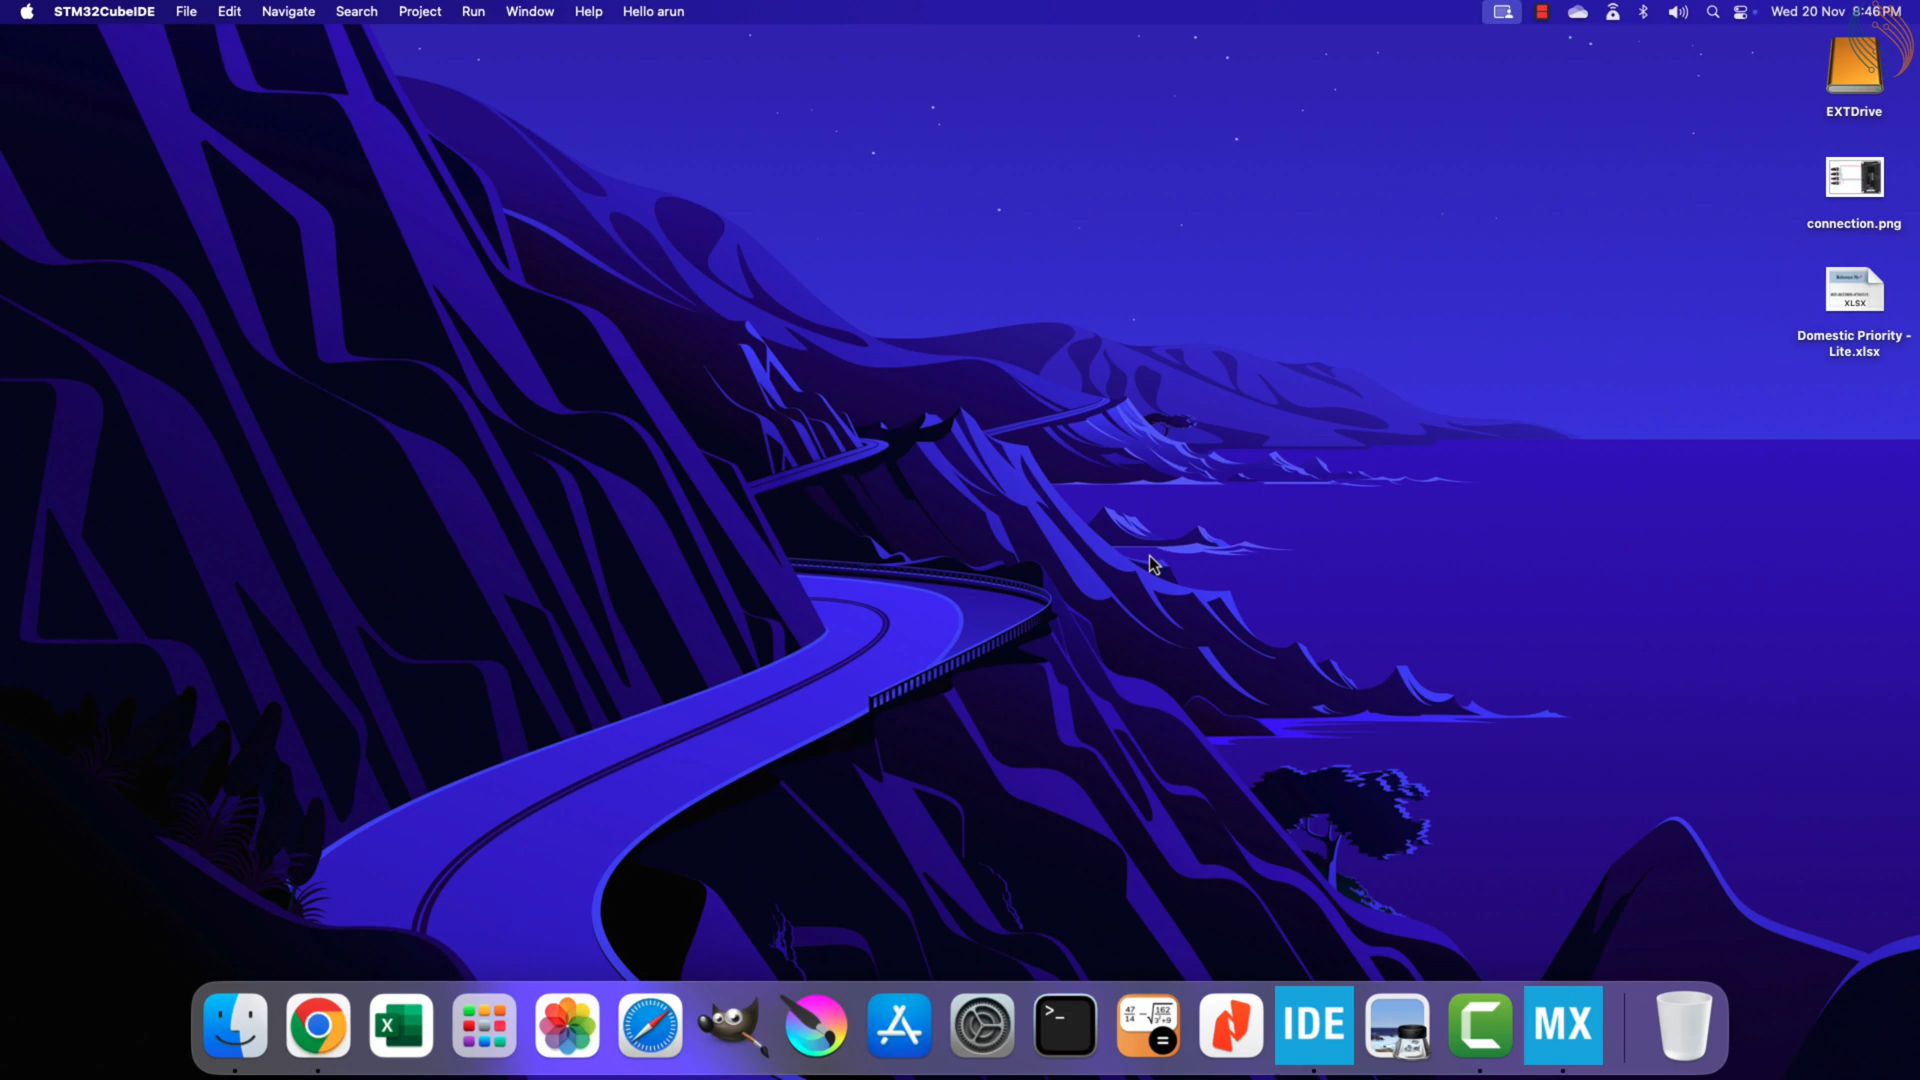 STM32CubeIDE File Edit Navigate Search Project Run Window Help Hello arun Wed 20 Nov 8:46 PM
EXTDrive
connection.png
XLSX
Domestic Priority -
Lite.xlsx
>_
IDE
MX